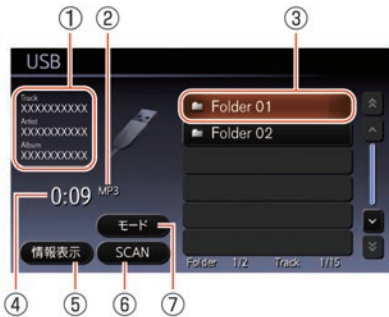 ① ② ③
USB
Track
XXXXXXXXXX
Artist
XXXXXXXXXX
Album
XXXXXXXXXX
Folder 01
Folder 02
0:09 MP3
モード
情報表示 SCAN
Folder 1/2 Track 1/15
④ ⑤ ⑥ ⑦